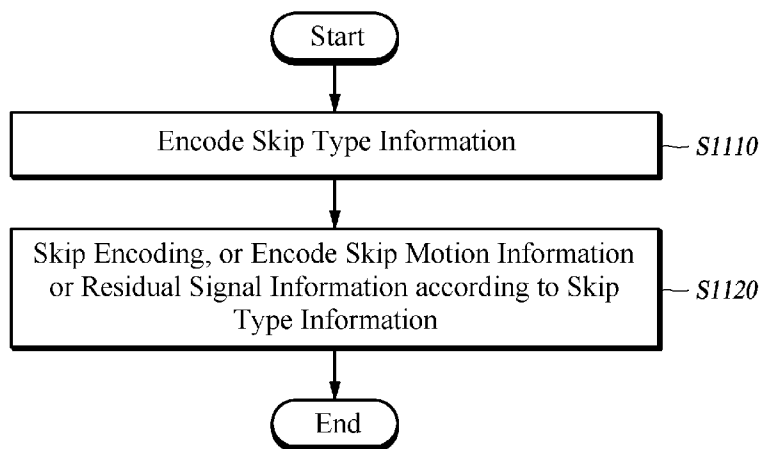 Start
Encode Skip Type Information
S1110
Skip Encoding, or Encode Skip Motion Information
or Residual Signal Information according to Skip
Type Information
S1120
End